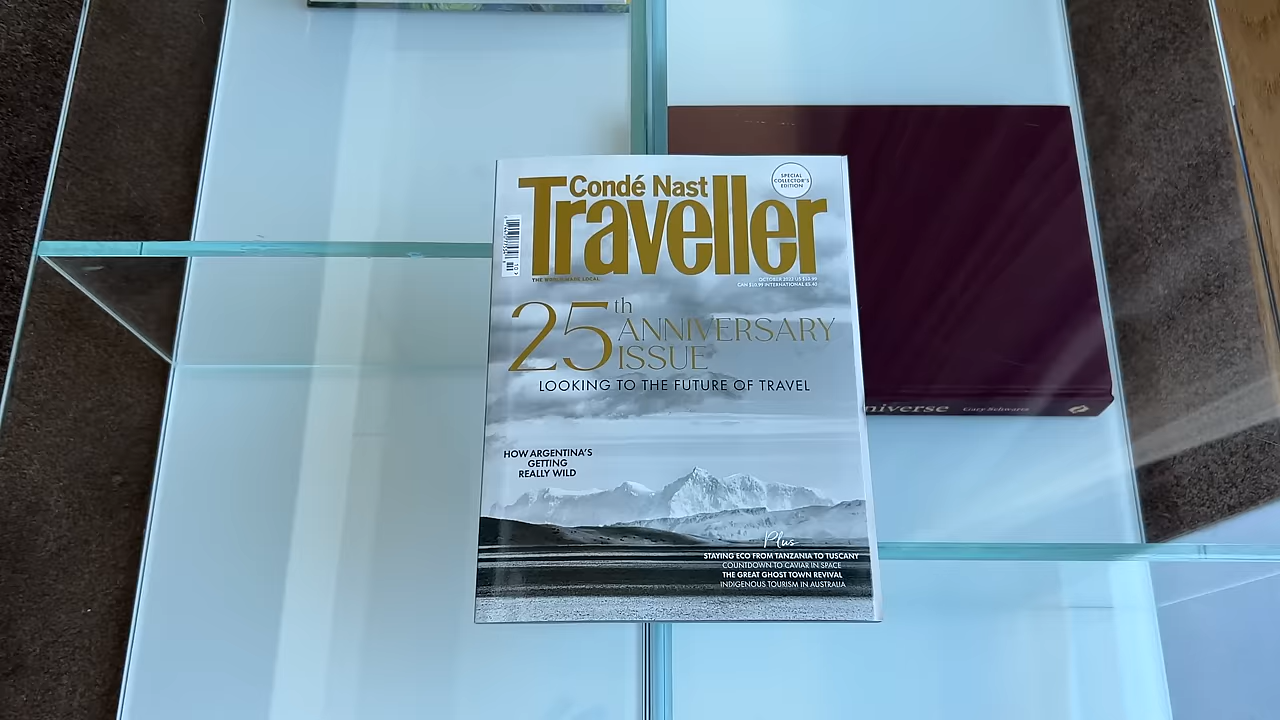 Condé Nast
Traveller
SPECIAL
COLLECTOR'S
EDITION
THE WORLD MADE LOCAL
OCTOBER 2022 US $10.99
CAN $10.99 INTERNATIONAL £5.40
25th ANNIVERSARY
ISSUE
LOOKING TO THE FUTURE OF TRAVEL
HOW ARGENTINA'S
GETTING
REALLY WILD
Plus
STAYING ECO FROM TANZANIA TO TUSCANY
COUNTDOWN TO CAVIAR IN SPACE
THE GREAT GHOST TOWN REVIVAL
INDIGENOUS TOURISM IN AUSTRALIA
niverse Gary Schwartz